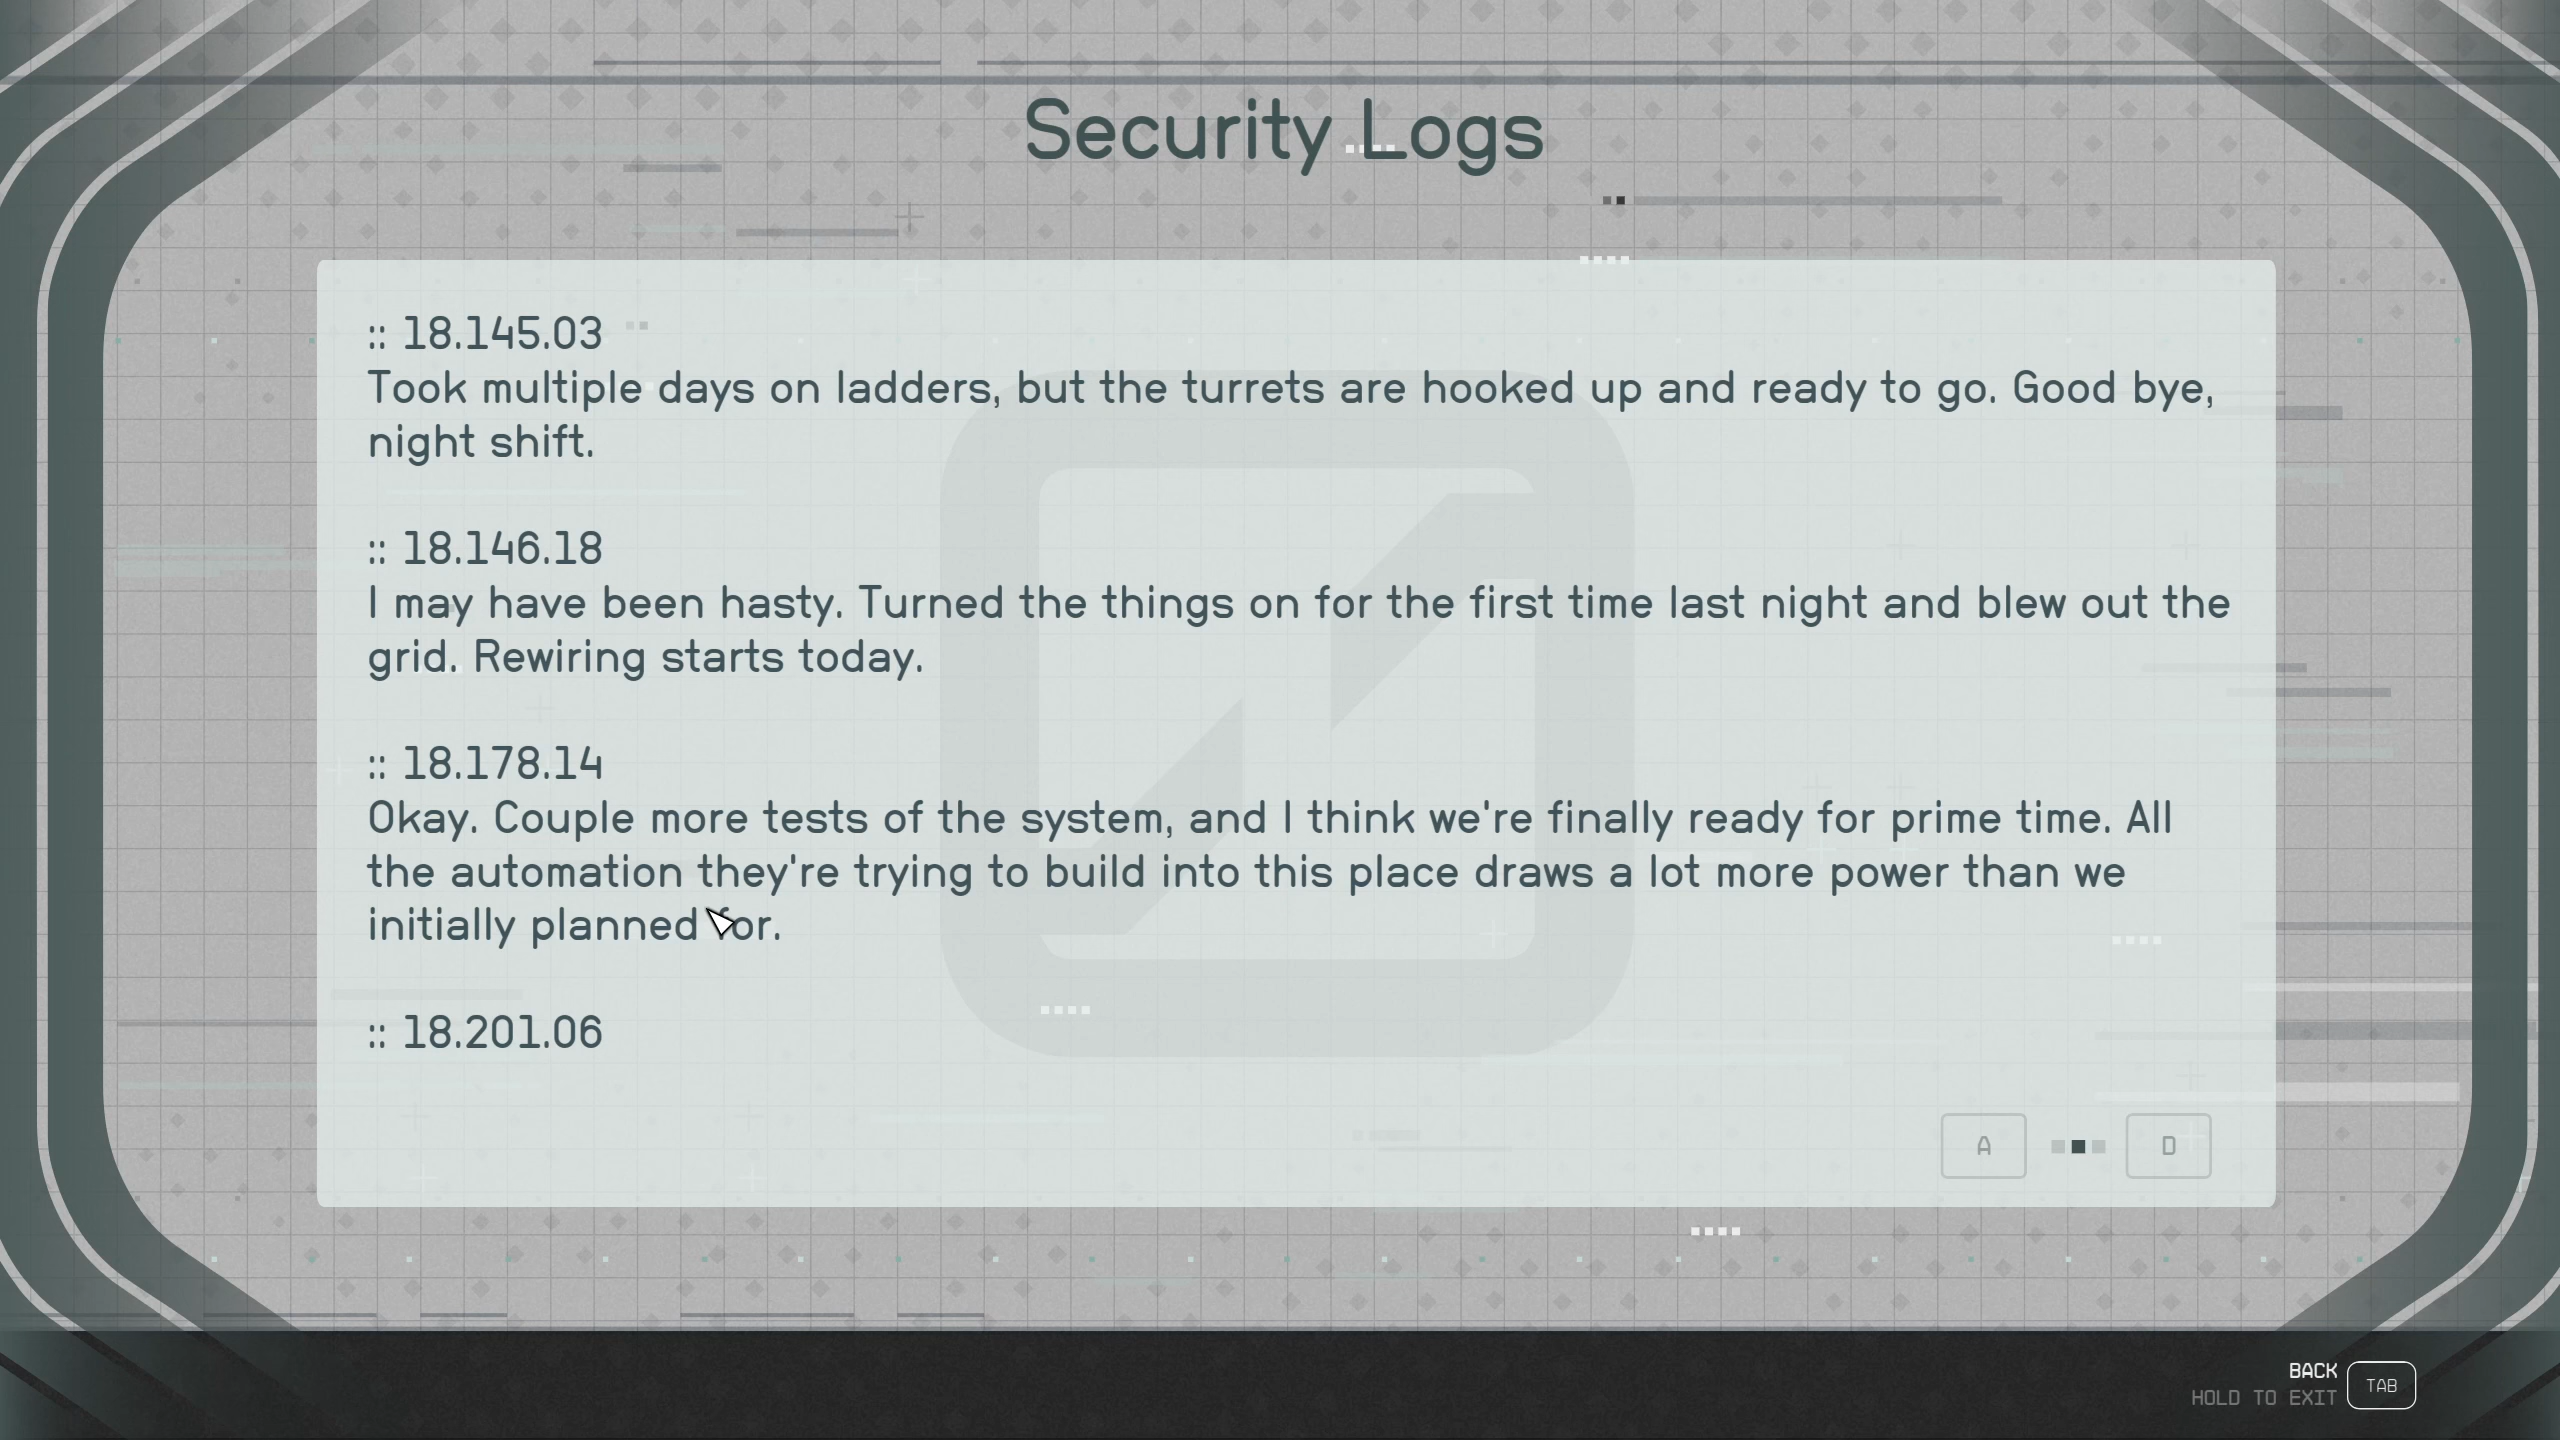 Security Logs
:: 18.145.03
Took multiple days on ladders, but the turrets are hooked up and ready to go. Good bye,
night shift.
:: 18.146.18
I may have been hasty. Turned the things on for the first time last night and blew out the
grid. Rewiring starts today.
:: 18.178.14
Okay. Couple more tests of the system, and I think we're finally ready for prime time. All
the automation they're trying to build into this place draws a lot more power than we
initially planned for.
:: 18.201.06
A D
BACK
HOLD TO EXIT
TAB